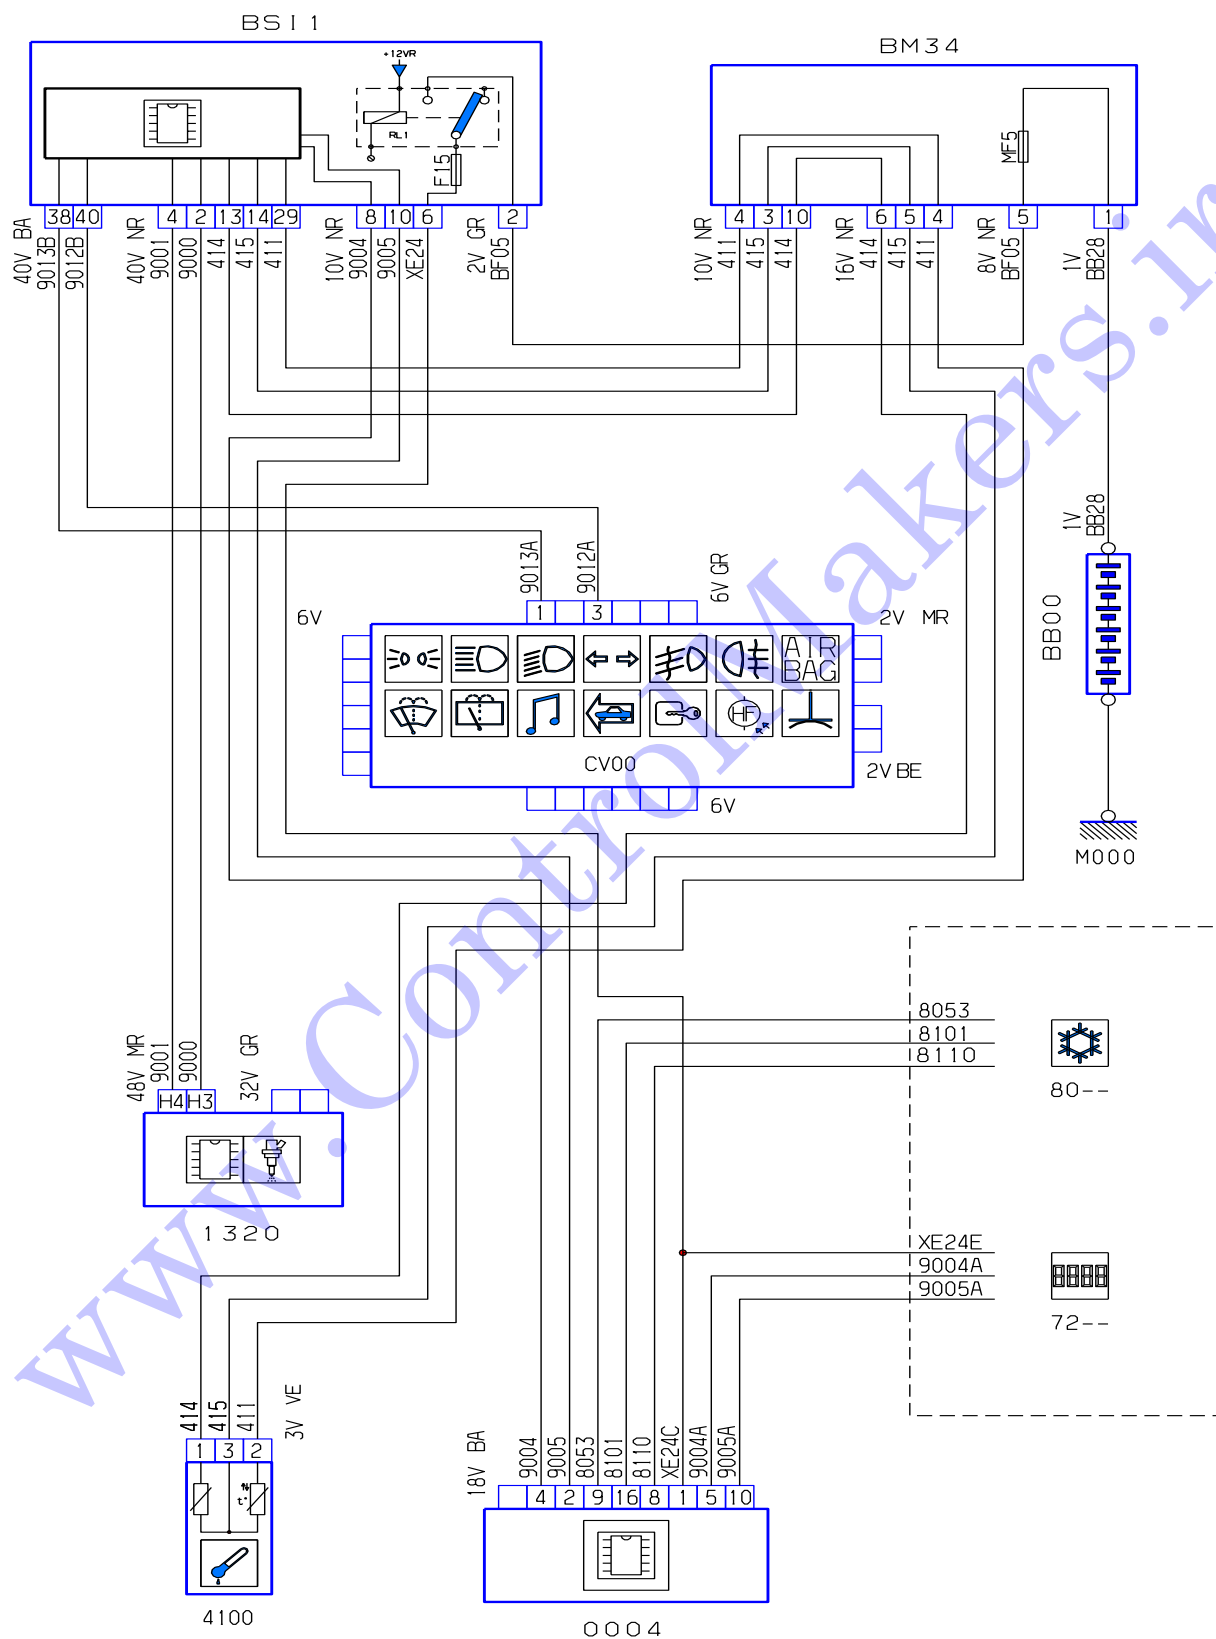 BSI1
BM34
+12VR
RL1
F15
MF5
38 40 4 2 13 14 29 8 10 6 2
4 3 10 6 5 4 5 1
40V BA
9013B
9012B
40V NR
9001
9000
414
415
411
10V NR
9004
9005
XE24
2V GR
BF05
10V NR
411
415
414
16V NR
414
415
411
8V NR
BF05
1V
BB28
1V
BB28
BB00
M000
9013A
9012A
6V GR
1 3
6V
2V MR
AIR
BAG
HF
CV00
2V BE
6V
8053
8101
8110
80--
48V MR
9001
9000
32V GR
H4 H3
1320
XE24E
9004A
9005A
72--
414
415
411
3V VE
1 3 2
t°
4100
18V BA
9004
9005
8053
8101
8110
XE24C
9004A
9005A
4 2 9 16 8 1 5 10
0004
www.ControlMakers.ir